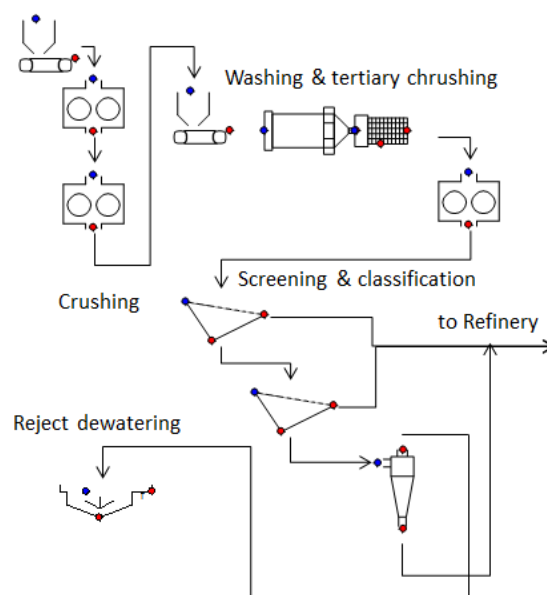 Washing & tertiary chrushing
Screening & classification
Crushing
to Refinery
Reject dewatering